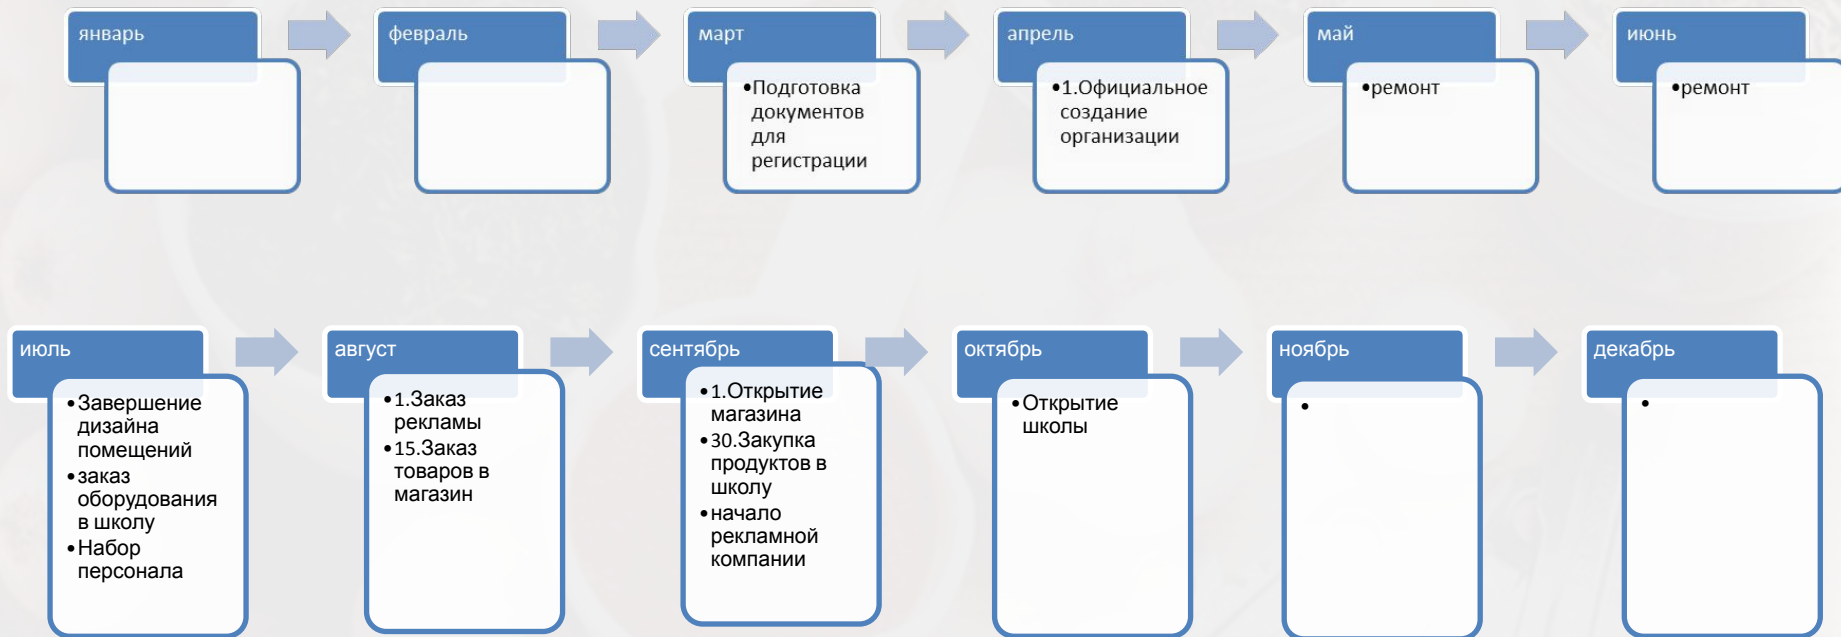 январь
февраль
март
•Подготовка
документов
для
регистрации
апрель
•1.Официальное
создание
организации
май
•ремонт
июнь
•ремонт
июль
•Завершение
дизайна
помещений
•заказ
оборудования
в школу
•Набор
персонала
август
•1.Заказ
рекламы
•15.Заказ
товаров в
магазин
сентябрь
•1.Открытие
магазина
•30.Закупка
продуктов в
школу
•начало
рекламной
компании
октябрь
•Открытие
школы
ноябрь
•
декабрь
•